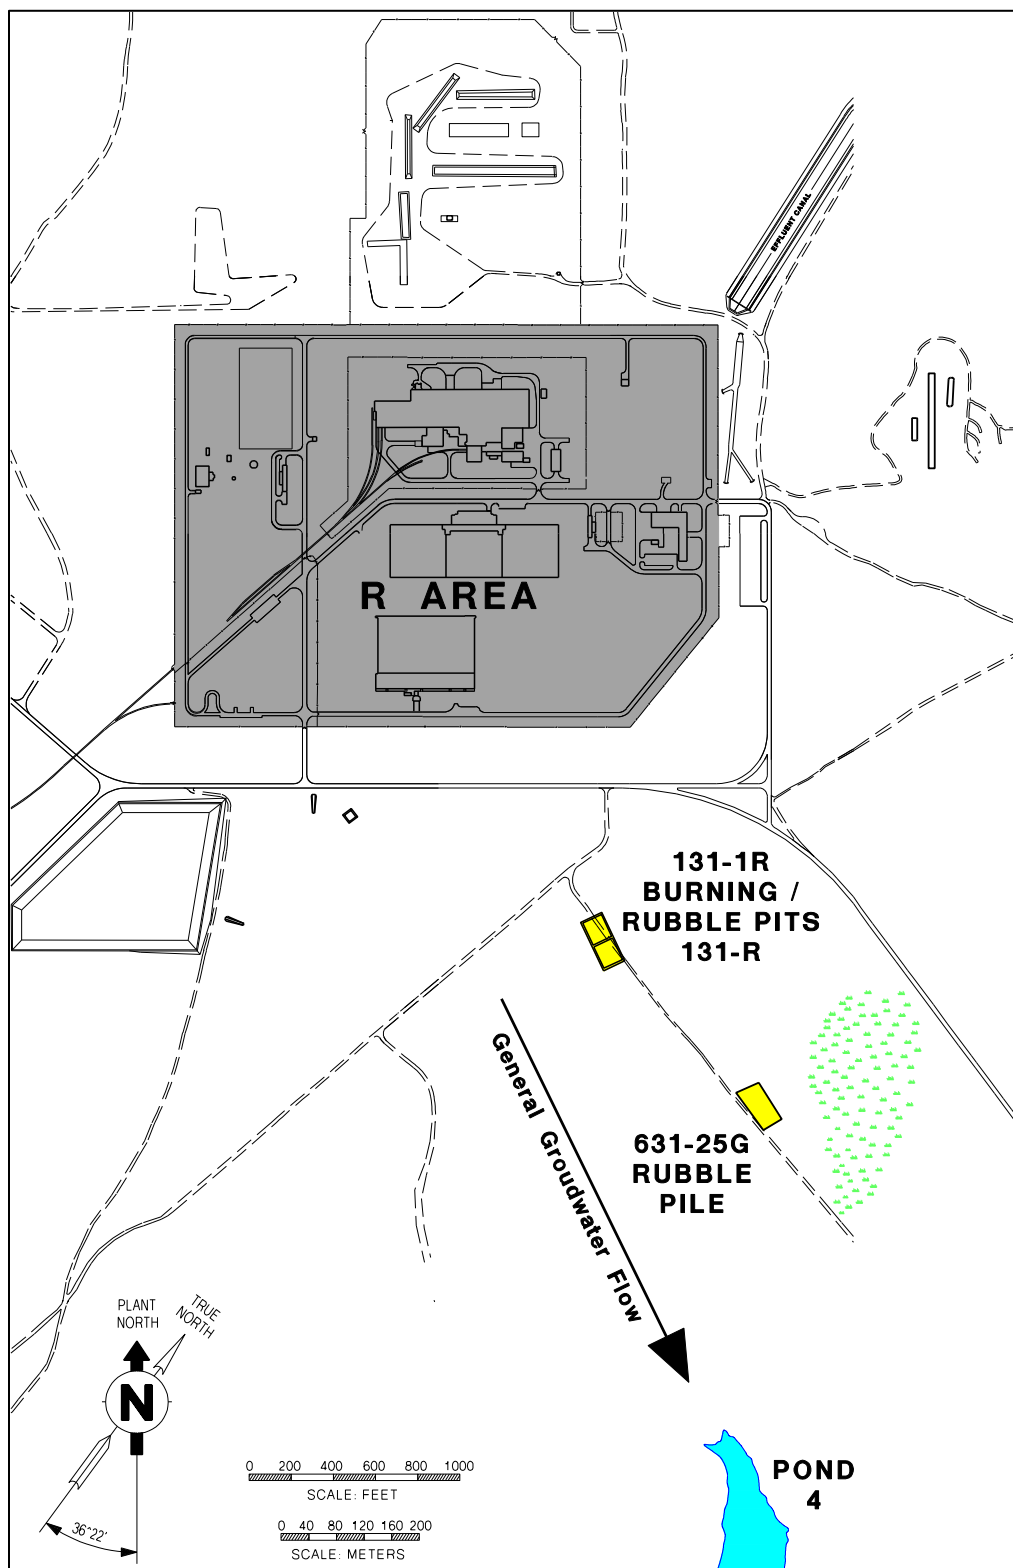 EFFLUENT CANAL
R AREA
131-1R
BURNING /
RUBBLE PITS
131-R
General Groudwater Flow
631-25G
RUBBLE
PILE
PLANT
NORTH
TRUE
NORTH
N
36°22'
0 200 400 600 800 1000
SCALE: FEET
0 40 80 120 160 200
SCALE: METERS
POND
4